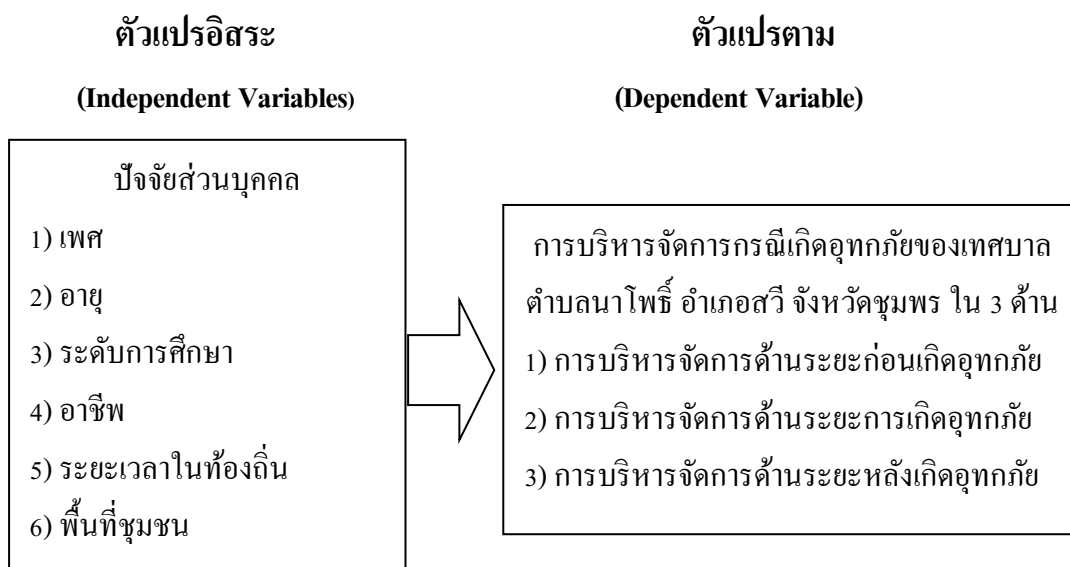 ตัวแปรอิสระ
(Independent Variables)
ปัจจัยส่วนบุคคล
1) เพศ
2) อายุ
3) ระดับการศึกษา
4) อาชีพ
5) ระยะเวลาในท้องถิ่น
6) พื้นที่ชุมชน
ตัวแปรตาม
(Dependent Variable)
การบริหารจัดการกรณีเกิดอุทกภัยของเทศบาล
ตำบลนาโพธิ์ อำเภอสวี จังหวัดชุมพร ใน 3 ด้าน
1) การบริหารจัดการด้านระยะก่อนเกิดอุทกภัย
2) การบริหารจัดการด้านระยะการเกิดอุทกภัย
3) การบริหารจัดการด้านระยะหลังเกิดอุทกภัย